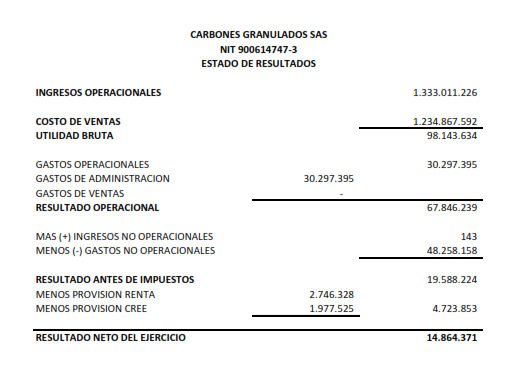 CARBONES GRANULADOS SAS
NIT 900614747-3
ESTADO DE RESULTADOS
INGRESOS OPERACIONALES 1.333.011.226
COSTO DE VENTAS 1.234.867.592
UTILIDAD BRUTA 98.143.634
GASTOS OPERACIONALES 30.297.395
GASTOS DE ADMINISTRACION 30.297.395
GASTOS DE VENTAS -
RESULTADO OPERACIONAL 67.846.239
MAS (+) INGRESOS NO OPERACIONALES 143
MENOS (-) GASTOS NO OPERACIONALES 48.258.158
RESULTADO ANTES DE IMPUESTOS 19.588.224
MENOS PROVISION RENTA 2.746.328
MENOS PROVISION CREE 1.977.525 4.723.853
RESULTADO NETO DEL EJERCICIO 14.864.371